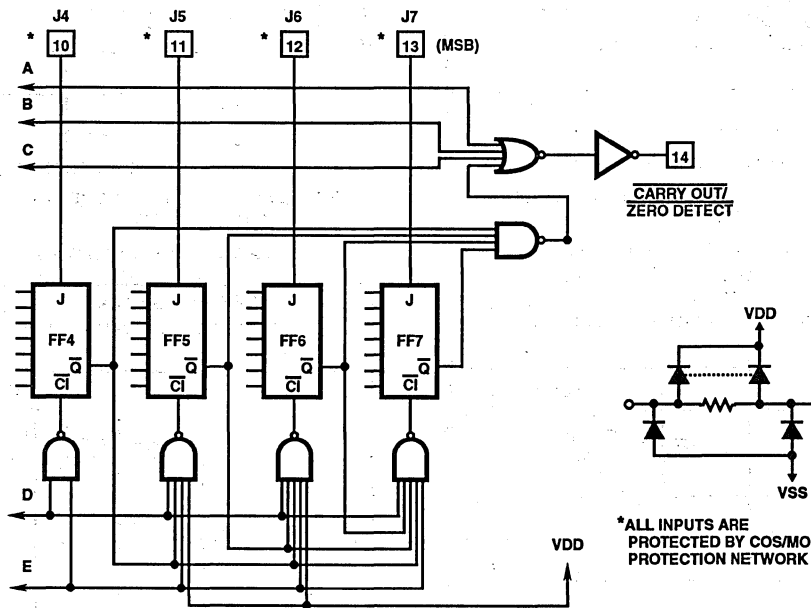 J4 J5 J6 J7
* 10 * 11 * 12 * 13 (MSB)
A
B
C
14
CARRY OUT/
ZERO DETECT
J J J J
FF4 FF5 FF6 FF7
Q Q Q Q
CI CI CI CI
VDD
VSS
D
E
VDD
*ALL INPUTS ARE
PROTECTED BY COS/MO
PROTECTION NETWORK